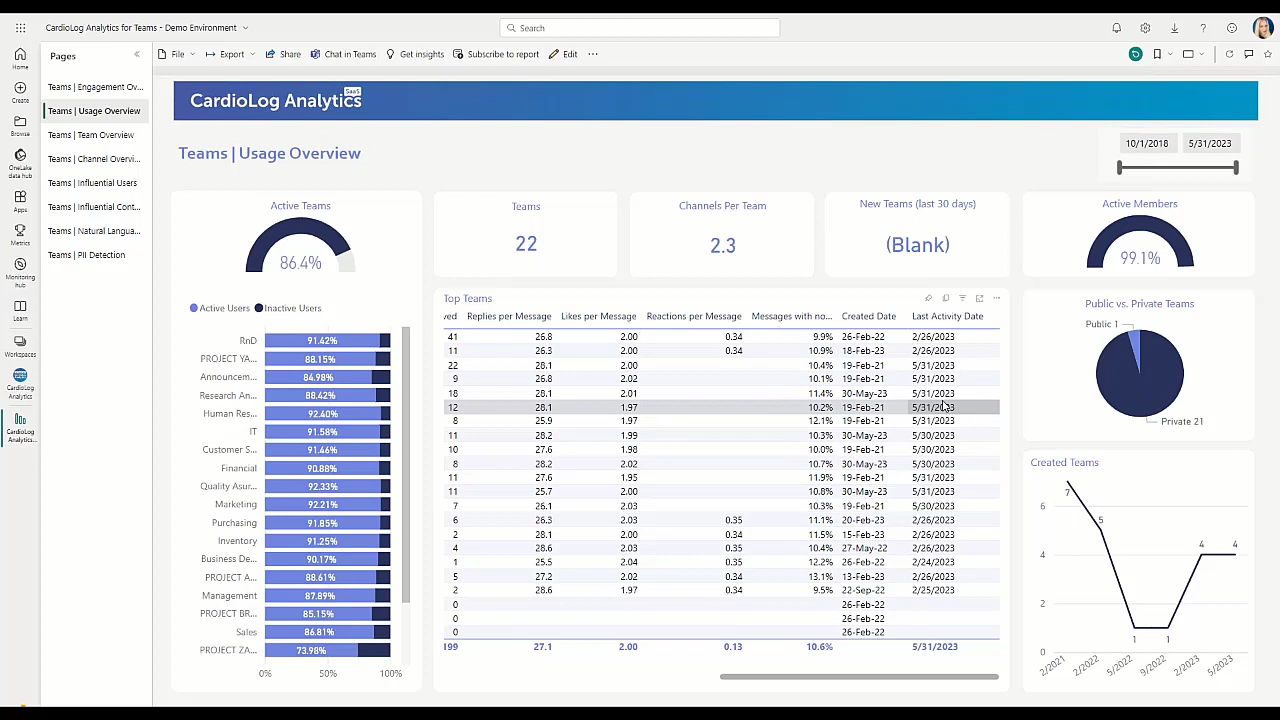 CardioLog Analytics for Teams - Demo Environment
Search
Home
Create
Browse
OneLake data hub
Apps
Metrics
Monitoring hub
Learn
Workspaces
CardioLog Analytics
CardioLog Analytics...
Pages
Teams | Engagement Ov...
Teams | Usage Overview
Teams | Team Overview
Teams | Channel Overvi...
Teams | Influential Users
Teams | Influential Cont...
Teams | Natural Langua...
Teams | PII Detection
File Export Share Chat in Teams Get insights Subscribe to report Edit ...
CardioLog Analytics SaaS
Teams | Usage Overview
10/1/2018 5/31/2023
Active Teams
86.4%
Teams
22
Channels Per Team
2.3
New Teams (last 30 days)
(Blank)
Active Members
99.1%
Active Users Inactive Users
RnD 91.42%
PROJECT YA... 88.15%
Announcem... 84.98%
Research An... 88.42%
Human Res... 92.40%
IT 91.58%
Customer S... 91.46%
Financial 90.88%
Quality Asur... 92.33%
Marketing 92.21%
Purchasing 91.85%
Inventory 91.25%
Business De... 90.17%
PROJECT A... 88.61%
Management 87.89%
PROJECT BR... 85.15%
Sales 86.81%
PROJECT ZA... 73.98%
0% 50% 100%
Top Teams
ved Replies per Message Likes per Message Reactions per Message Messages with no... Created Date Last Activity Date
41 26.8 2.00 0.34 9.9% 26-Feb-22 2/26/2023
11 26.3 2.00 0.34 10.9% 18-Feb-23 2/26/2023
22 28.1 2.00 10.4% 19-Feb-21 5/31/2023
9 26.8 2.02 10.1% 19-Feb-21 5/31/2023
18 28.1 2.01 11.4% 30-May-23 5/31/2023
12 28.1 1.97 10.2% 19-Feb-21 5/31/2023
8 25.9 1.97 12.1% 19-Feb-21 5/31/2023
11 28.2 1.99 10.3% 30-May-23 5/30/2023
10 27.6 1.98 10.0% 19-Feb-21 5/30/2023
8 28.2 2.02 10.7% 30-May-23 5/30/2023
11 27.6 1.95 11.9% 19-Feb-21 5/31/2023
11 25.7 2.00 10.8% 30-May-23 5/31/2023
7 26.1 2.03 10.3% 19-Feb-21 5/30/2023
6 26.3 2.03 0.35 11.1% 20-Feb-23 2/26/2023
2 28.1 2.03 0.34 11.5% 15-Feb-23 2/26/2023
4 28.6 2.03 0.35 10.4% 27-May-22 2/26/2023
1 25.5 2.04 0.35 12.2% 26-Feb-22 2/24/2023
5 27.2 2.02 0.34 13.1% 13-Feb-23 2/26/2023
2 28.6 1.97 0.34 9.5% 22-Sep-22 2/25/2023
0 26-Feb-22
0 26-Feb-22
0 26-Feb-22
199 27.1 2.00 0.13 10.6% 5/31/2023
Public vs. Private Teams
Public 1
Private 21
Created Teams
7 5 1 1 4 4
6
4
2
0
2/2021 2/2022 5/2022 9/2022 2/2023 5/2023